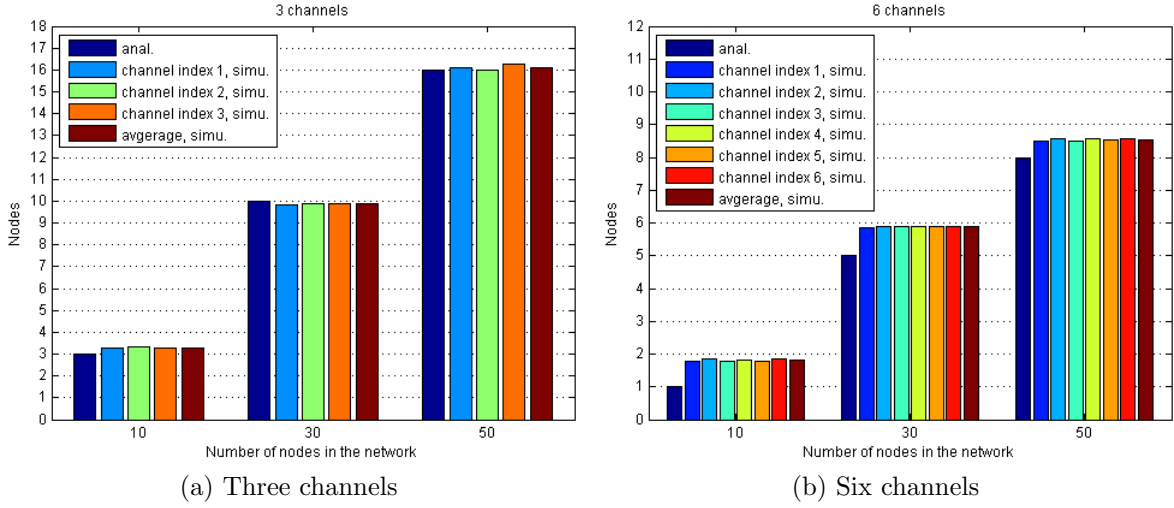 3 channels
18
17
16
15
14
13
12
11
10
9
8
7
6
5
4
3
2
1
0
Nodes
anal.
channel index 1, simu.
channel index 2, simu.
channel index 3, simu.
avgerage, simu.
10
30
50
Number of nodes in the network
(a) Three channels
6 channels
12
11
10
9
8
7
6
5
4
3
2
1
0
Nodes
anal.
channel index 1, simu.
channel index 2, simu.
channel index 3, simu.
channel index 4, simu.
channel index 5, simu.
channel index 6, simu.
avgerage, simu.
10
30
50
Number of nodes in the network
(b) Six channels